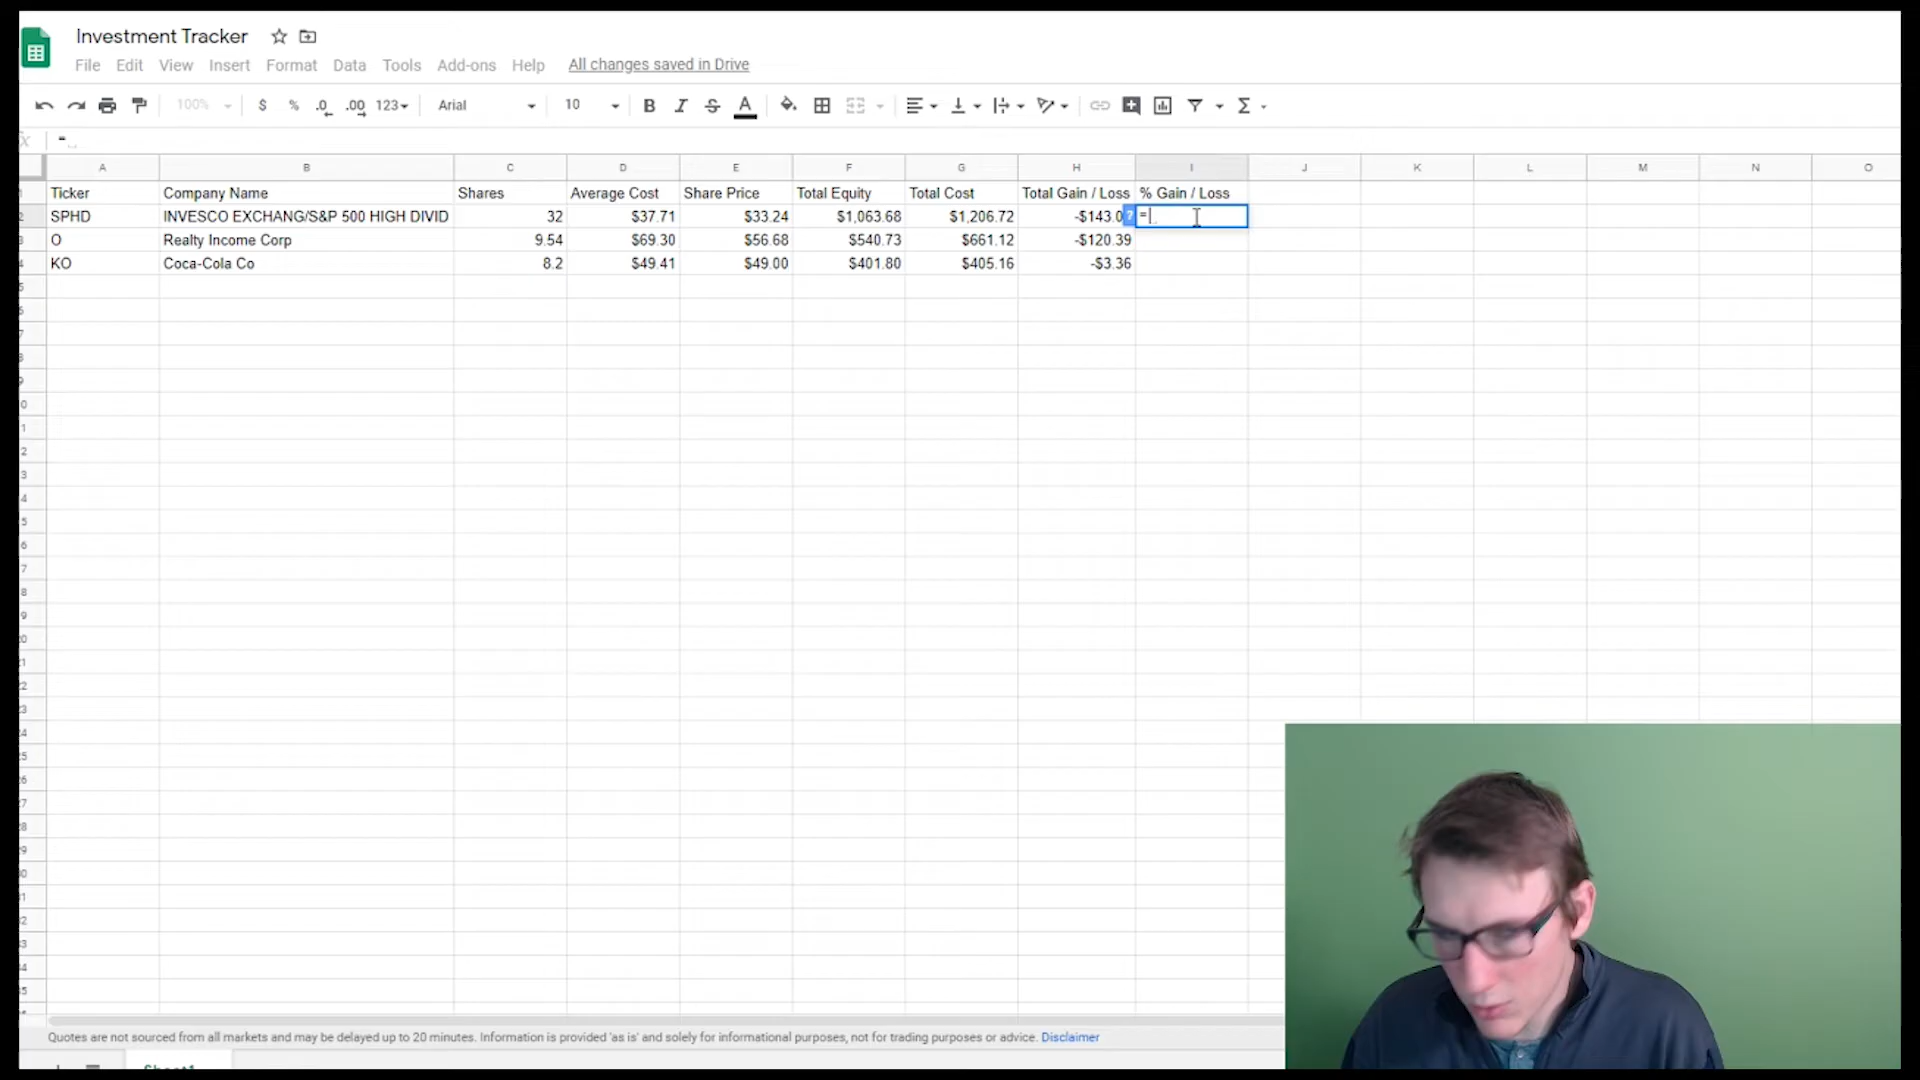 Investment Tracker
File Edit View Insert Format Data Tools Add-ons Help All changes saved in Drive
100% $ % .0 .00 123 Arial 10 B I S A
=
A B C D E F G H I J K L M N O
Ticker Company Name Shares Average Cost Share Price Total Equity Total Cost Total Gain / Loss % Gain / Loss
SPHD INVESCO EXCHANG/S&P 500 HIGH DIVID 32 $37.71 $33.24 $1,063.68 $1,206.72 -$143.0 ? =
O Realty Income Corp 9.54 $69.30 $56.68 $540.73 $661.12 -$120.39
KO Coca-Cola Co 8.2 $49.41 $49.00 $401.80 $405.16 -$3.36
Quotes are not sourced from all markets and may be delayed up to 20 minutes. Information is provided 'as is' and solely for informational purposes, not for trading purposes or advice. Disclaimer
Sheet1